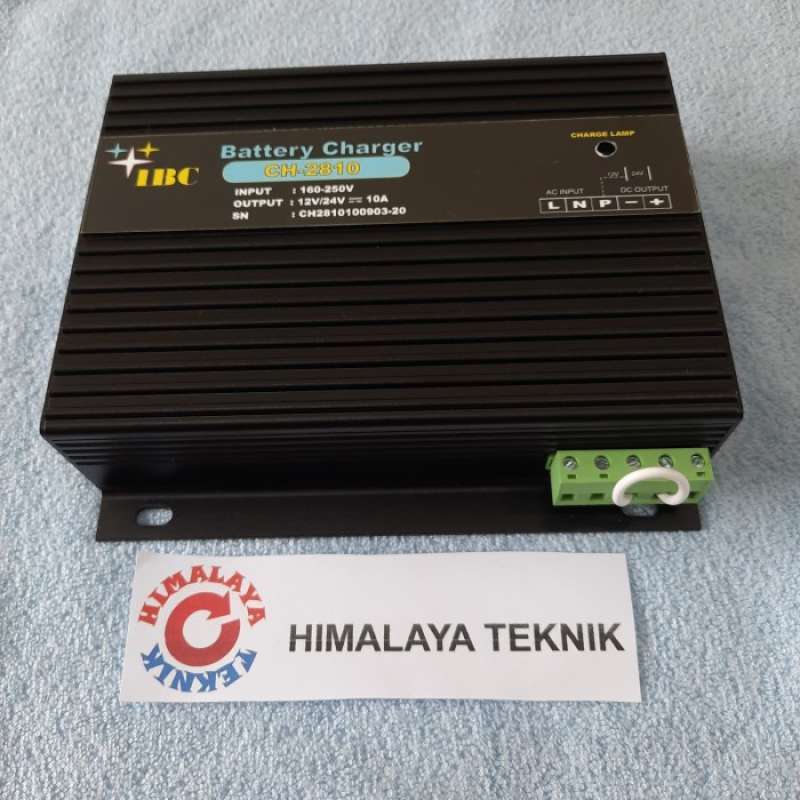 IBC
Battery Charger
CH-2810
INPUT : 160-250V
OUTPUT : 12V/24V ⎓ 10A
SN : CH2810100903-20
CHARGE LAMP
12V 24V
AC INPUT DC OUTPUT
L N P − +
HIMALAYA
TEKNIK
HIMALAYA TEKNIK